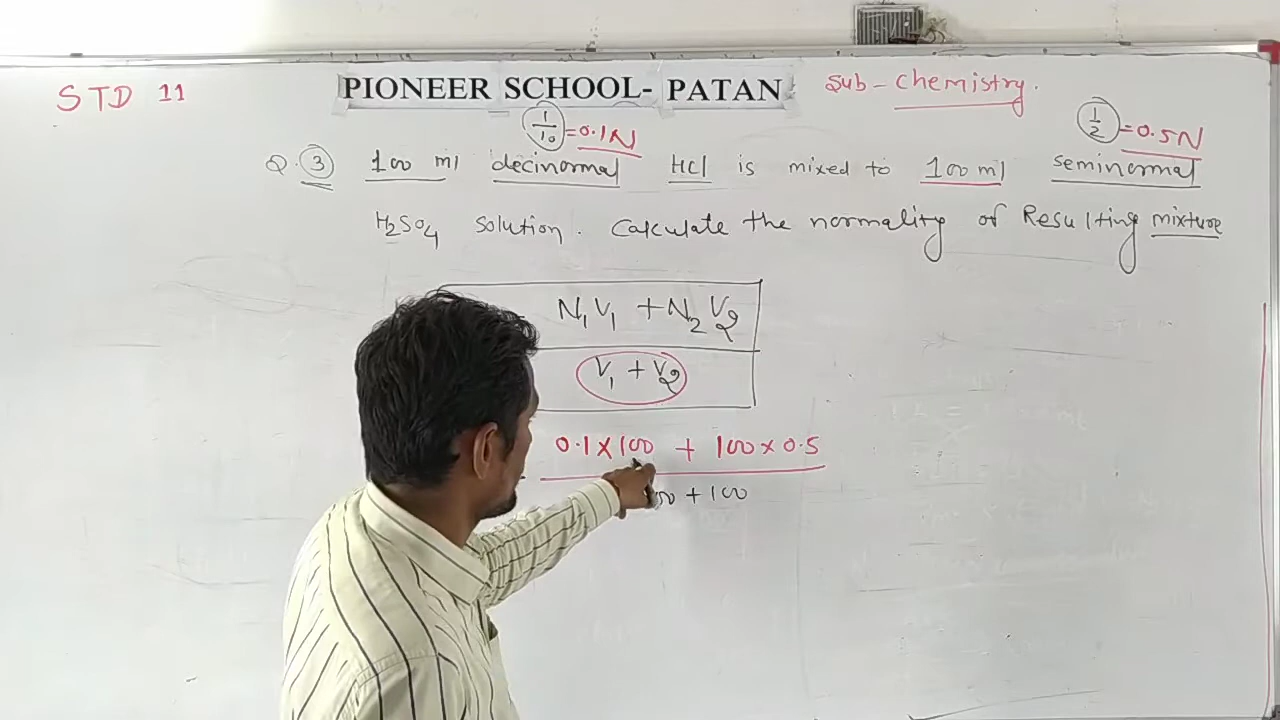 STD 11 PIONEER SCHOOL- PATAN Sub - Chemistry.
1/10 = 0.1N 1/2 = 0.5N
Q. 3 100 ml decinormal HCl is mixed to 100 ml seminormal
H2SO4 solution. Calculate the normality of Resulting mixture
N1V1 + N2V2
V1 + V2
0.1 X 100 + 100 X 0.5
+ 100